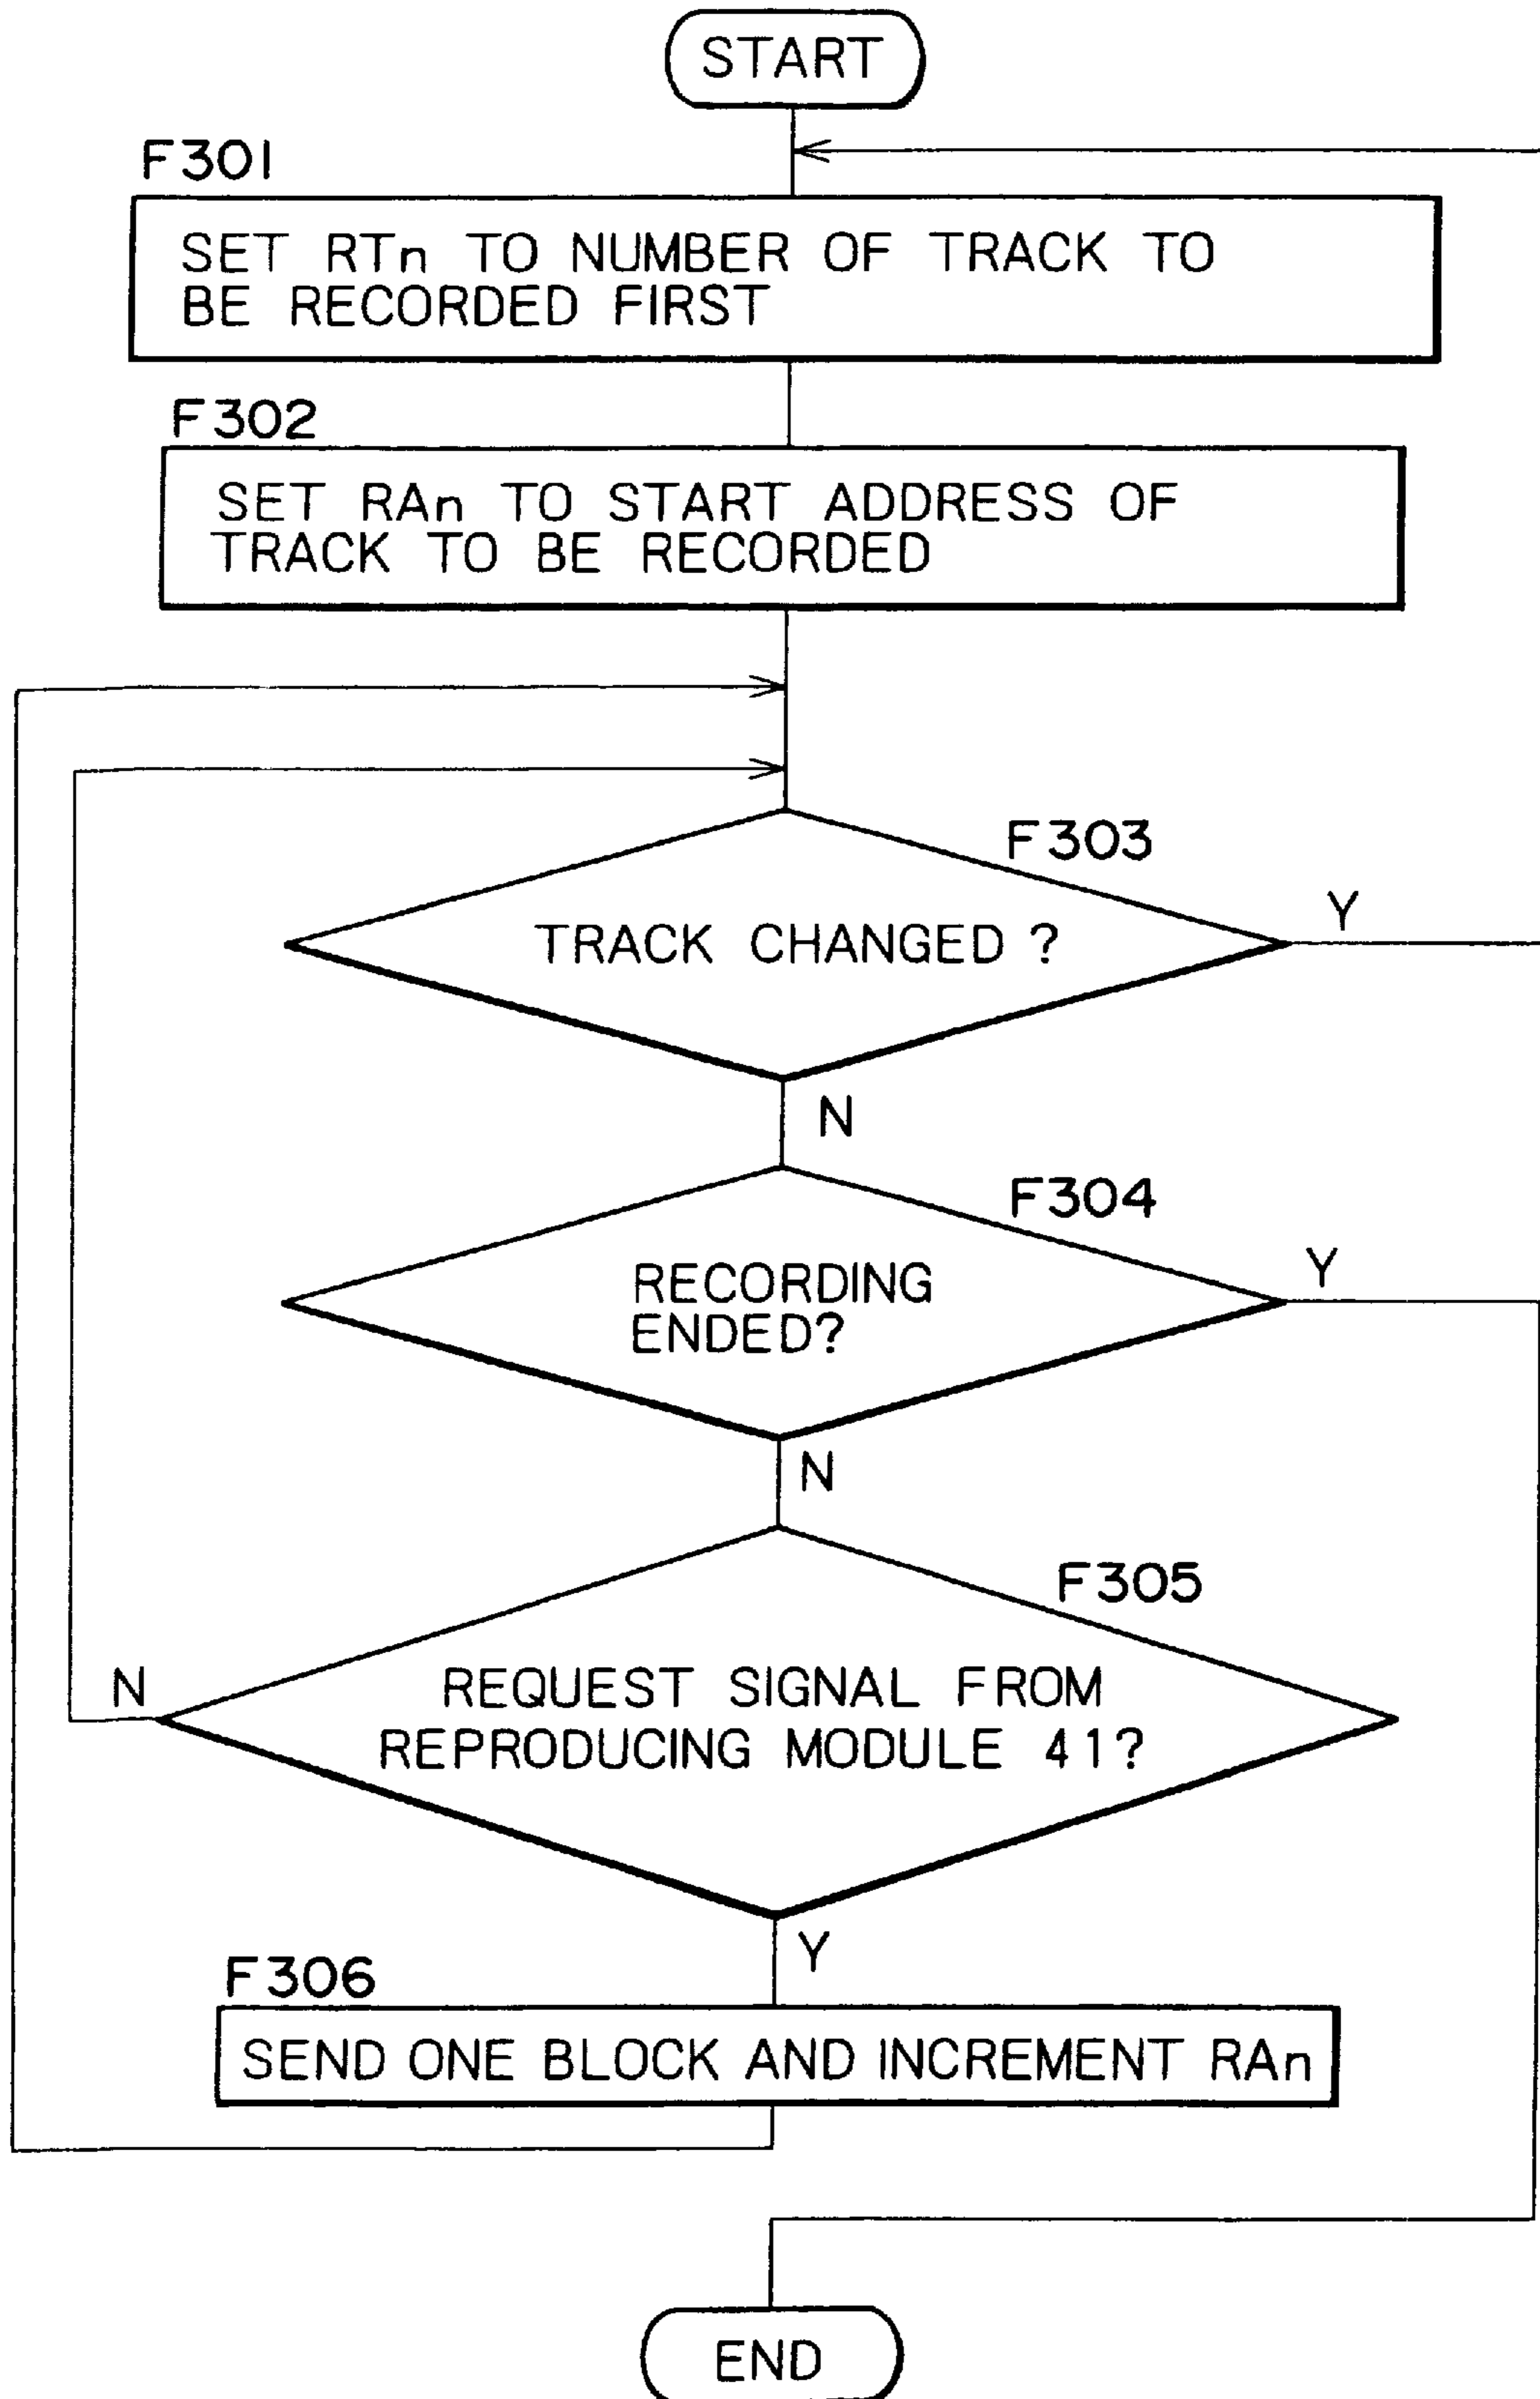 START
F301
SET RTn TO NUMBER OF TRACK TO
BE RECORDED FIRST
F302
SET RAn TO START ADDRESS OF
TRACK TO BE RECORDED
F303
TRACK CHANGED ?
Y
N
F304
RECORDING
ENDED?
Y
N
F305
REQUEST SIGNAL FROM
REPRODUCING MODULE 41?
N
Y
F306
SEND ONE BLOCK AND INCREMENT RAn
END